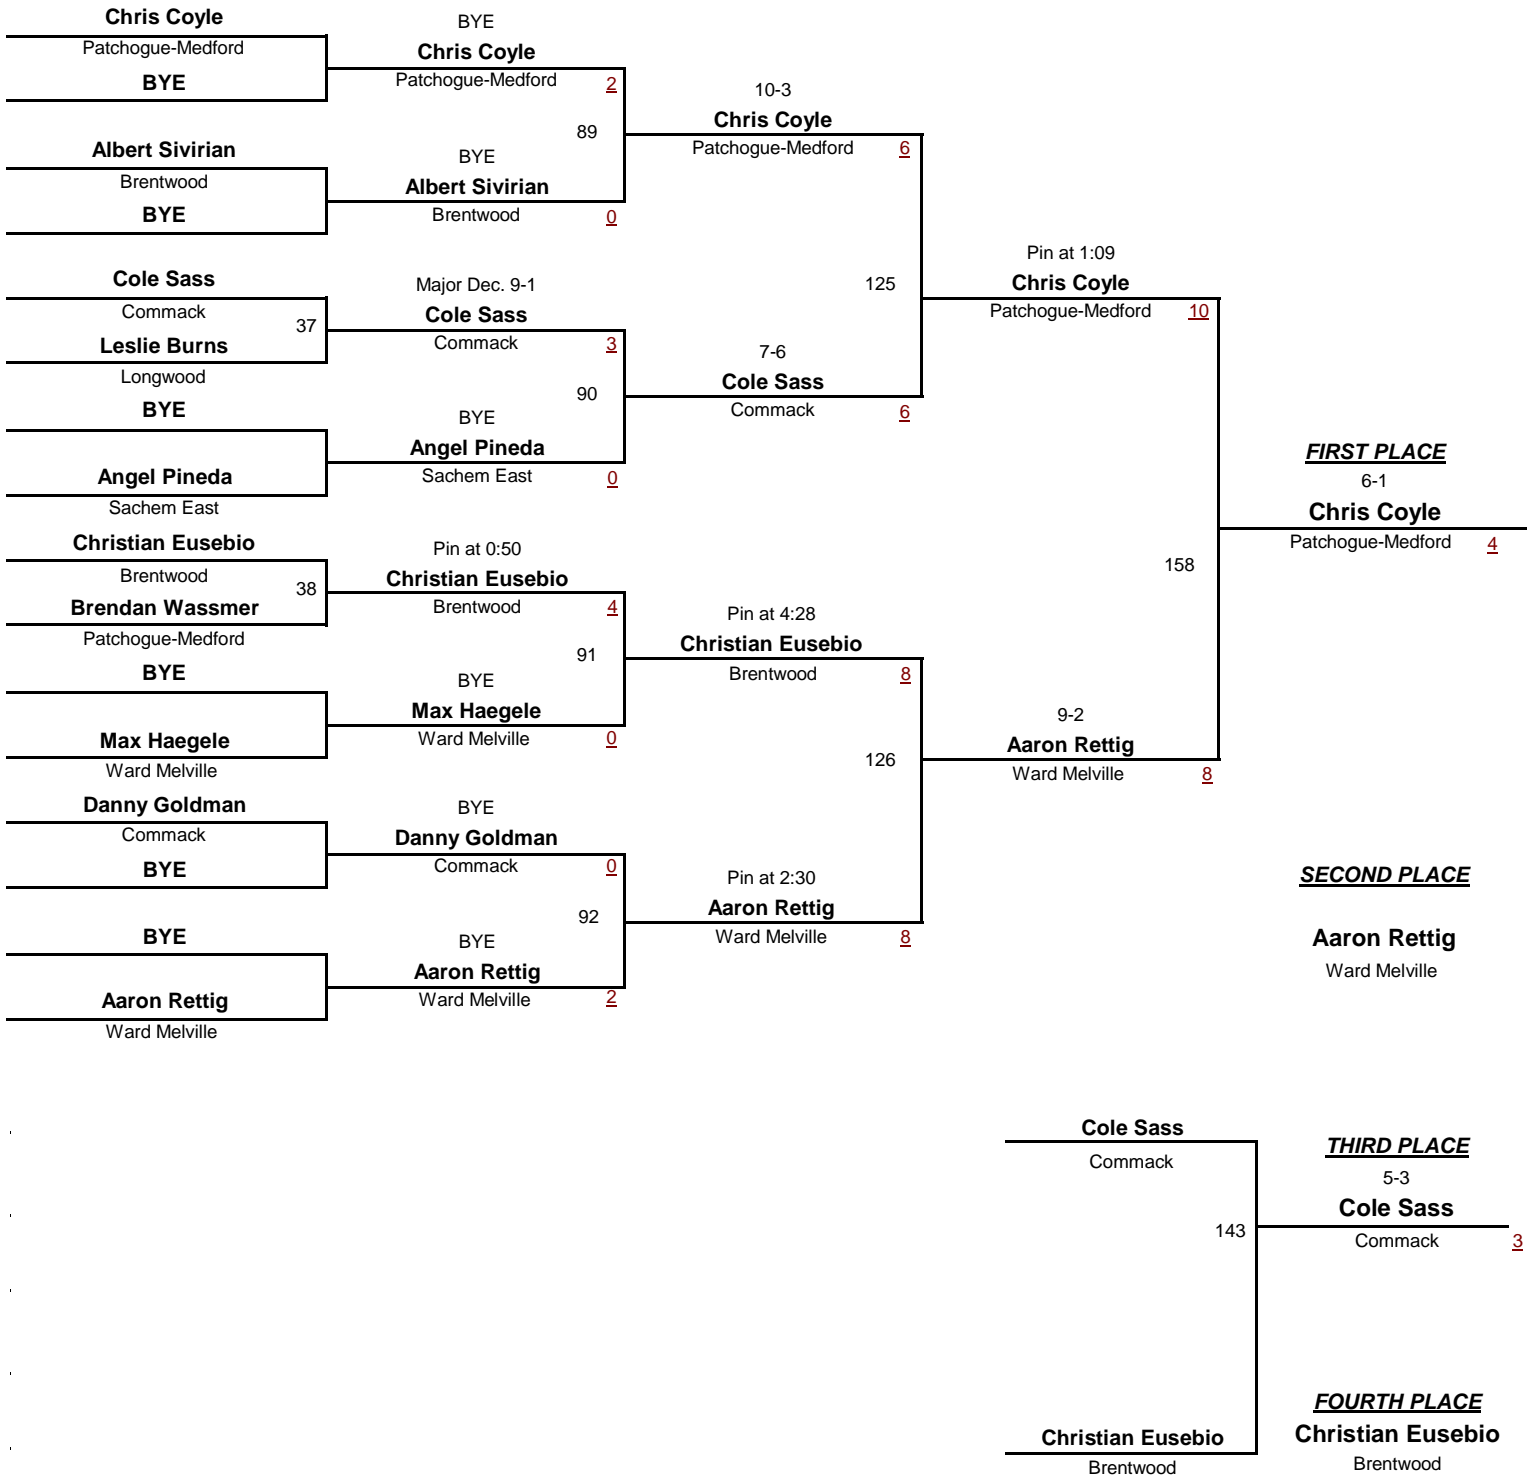 Chris Coyle
Patchogue-Medford
BYE
Albert Sivirian
Brentwood
BYE
Cole Sass
Commack
37
Leslie Burns
Longwood
BYE
Angel Pineda
Sachem East
Christian Eusebio
Brentwood
38
Brendan Wassmer
Patchogue-Medford
BYE
Max Haegele
Ward Melville
Danny Goldman
Commack
BYE
BYE
Aaron Rettig
Ward Melville
BYE
Chris Coyle
Patchogue-Medford 2
89
BYE
Albert Sivirian
Brentwood 0
Major Dec. 9-1
Cole Sass
Commack 3
90
BYE
Angel Pineda
Sachem East 0
Pin at 0:50
Christian Eusebio
Brentwood 4
91
BYE
Max Haegele
Ward Melville 0
BYE
Danny Goldman
Commack 0
92
BYE
Aaron Rettig
Ward Melville 2
10-3
Chris Coyle
Patchogue-Medford 6
125
7-6
Cole Sass
Commack 6
Pin at 4:28
Christian Eusebio
Brentwood 8
126
Pin at 2:30
Aaron Rettig
Ward Melville 8
Pin at 1:09
Chris Coyle
Patchogue-Medford 10
158
9-2
Aaron Rettig
Ward Melville 8
FIRST PLACE
6-1
Chris Coyle
Patchogue-Medford 4
SECOND PLACE
Aaron Rettig
Ward Melville
Cole Sass
Commack
143
Christian Eusebio
Brentwood
THIRD PLACE
5-3
Cole Sass
Commack 3
FOURTH PLACE
Christian Eusebio
Brentwood